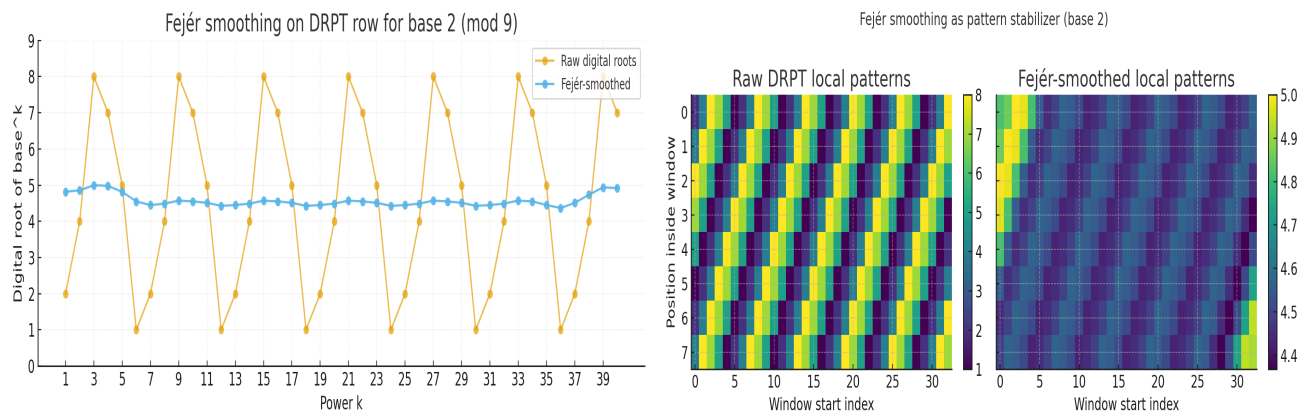 Fejér smoothing on DRPT row for base 2 (mod 9)
Raw digital roots
Fejér-smoothed
Digital root of base^k
9
8
7
6
5
4
3
2
1
0
1 3 5 7 9 11 13 15 17 19 21 23 25 27 29 31 33 35 37 39
Power k
Fejér smoothing as pattern stabilizer (base 2)
Raw DRPT local patterns
Position inside window
0
1
2
3
4
5
6
7
0 5 10 15 20 25 30
Window start index
8
7
6
5
4
3
2
1
Fejér-smoothed local patterns
0 5 10 15 20 25 30
Window start index
5.0
4.9
4.8
4.7
4.6
4.5
4.4